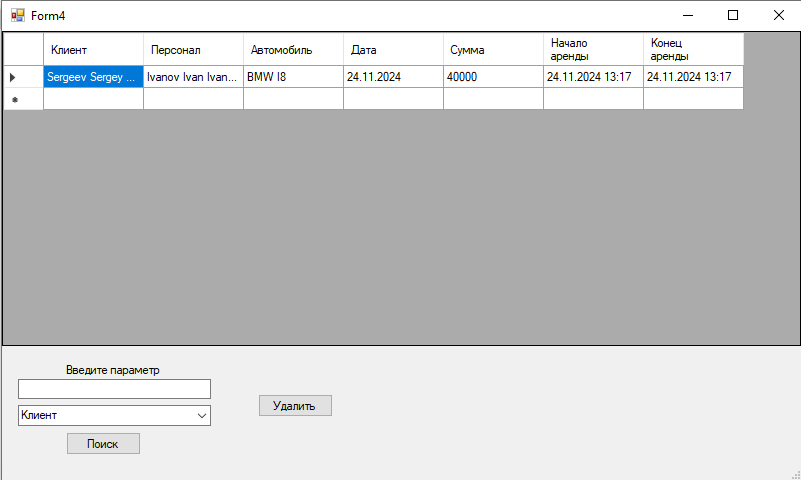 Form4
Клиент Персонал Автомобиль Дата Сумма Начало аренды Конец аренды
Sergeev Sergey ... Ivanov Ivan Ivan... BMW I8 24.11.2024 40000 24.11.2024 13:17 24.11.2024 13:17
Введите параметр
Клиент
Удалить
Поиск